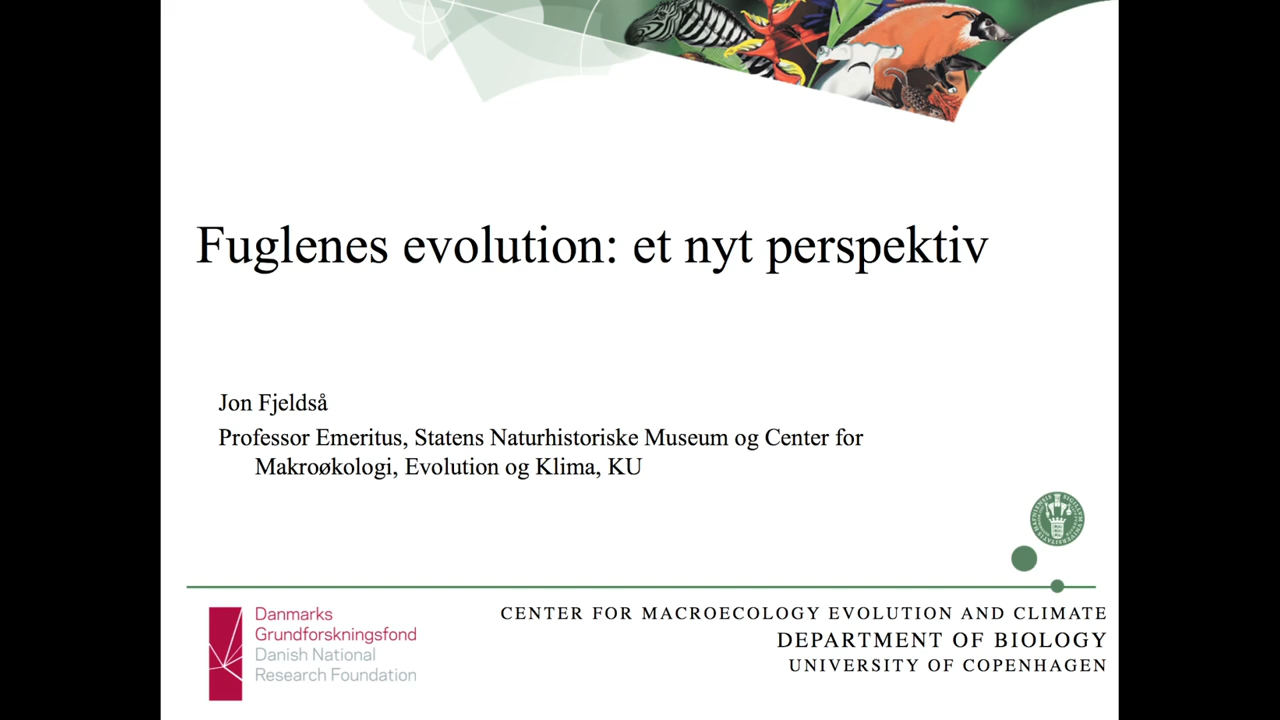 Fuglenes evolution: et nyt perspektiv
Jon Fjeldså
Professor Emeritus, Statens Naturhistoriske Museum og Center for
Makroøkologi, Evolution og Klima, KU
Danmarks
Grundforskningsfond
Danish National
Research Foundation
CENTER FOR MACROECOLOGY EVOLUTION AND CLIMATE
DEPARTMENT OF BIOLOGY
UNIVERSITY OF COPENHAGEN